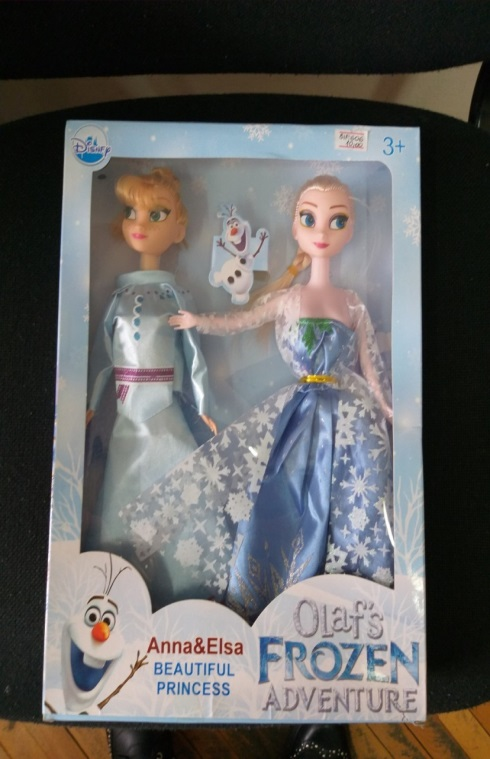 Disney
3+
Anna&Elsa
BEAUTIFUL
PRINCESS
Olaf's
FROZEN
ADVENTURE